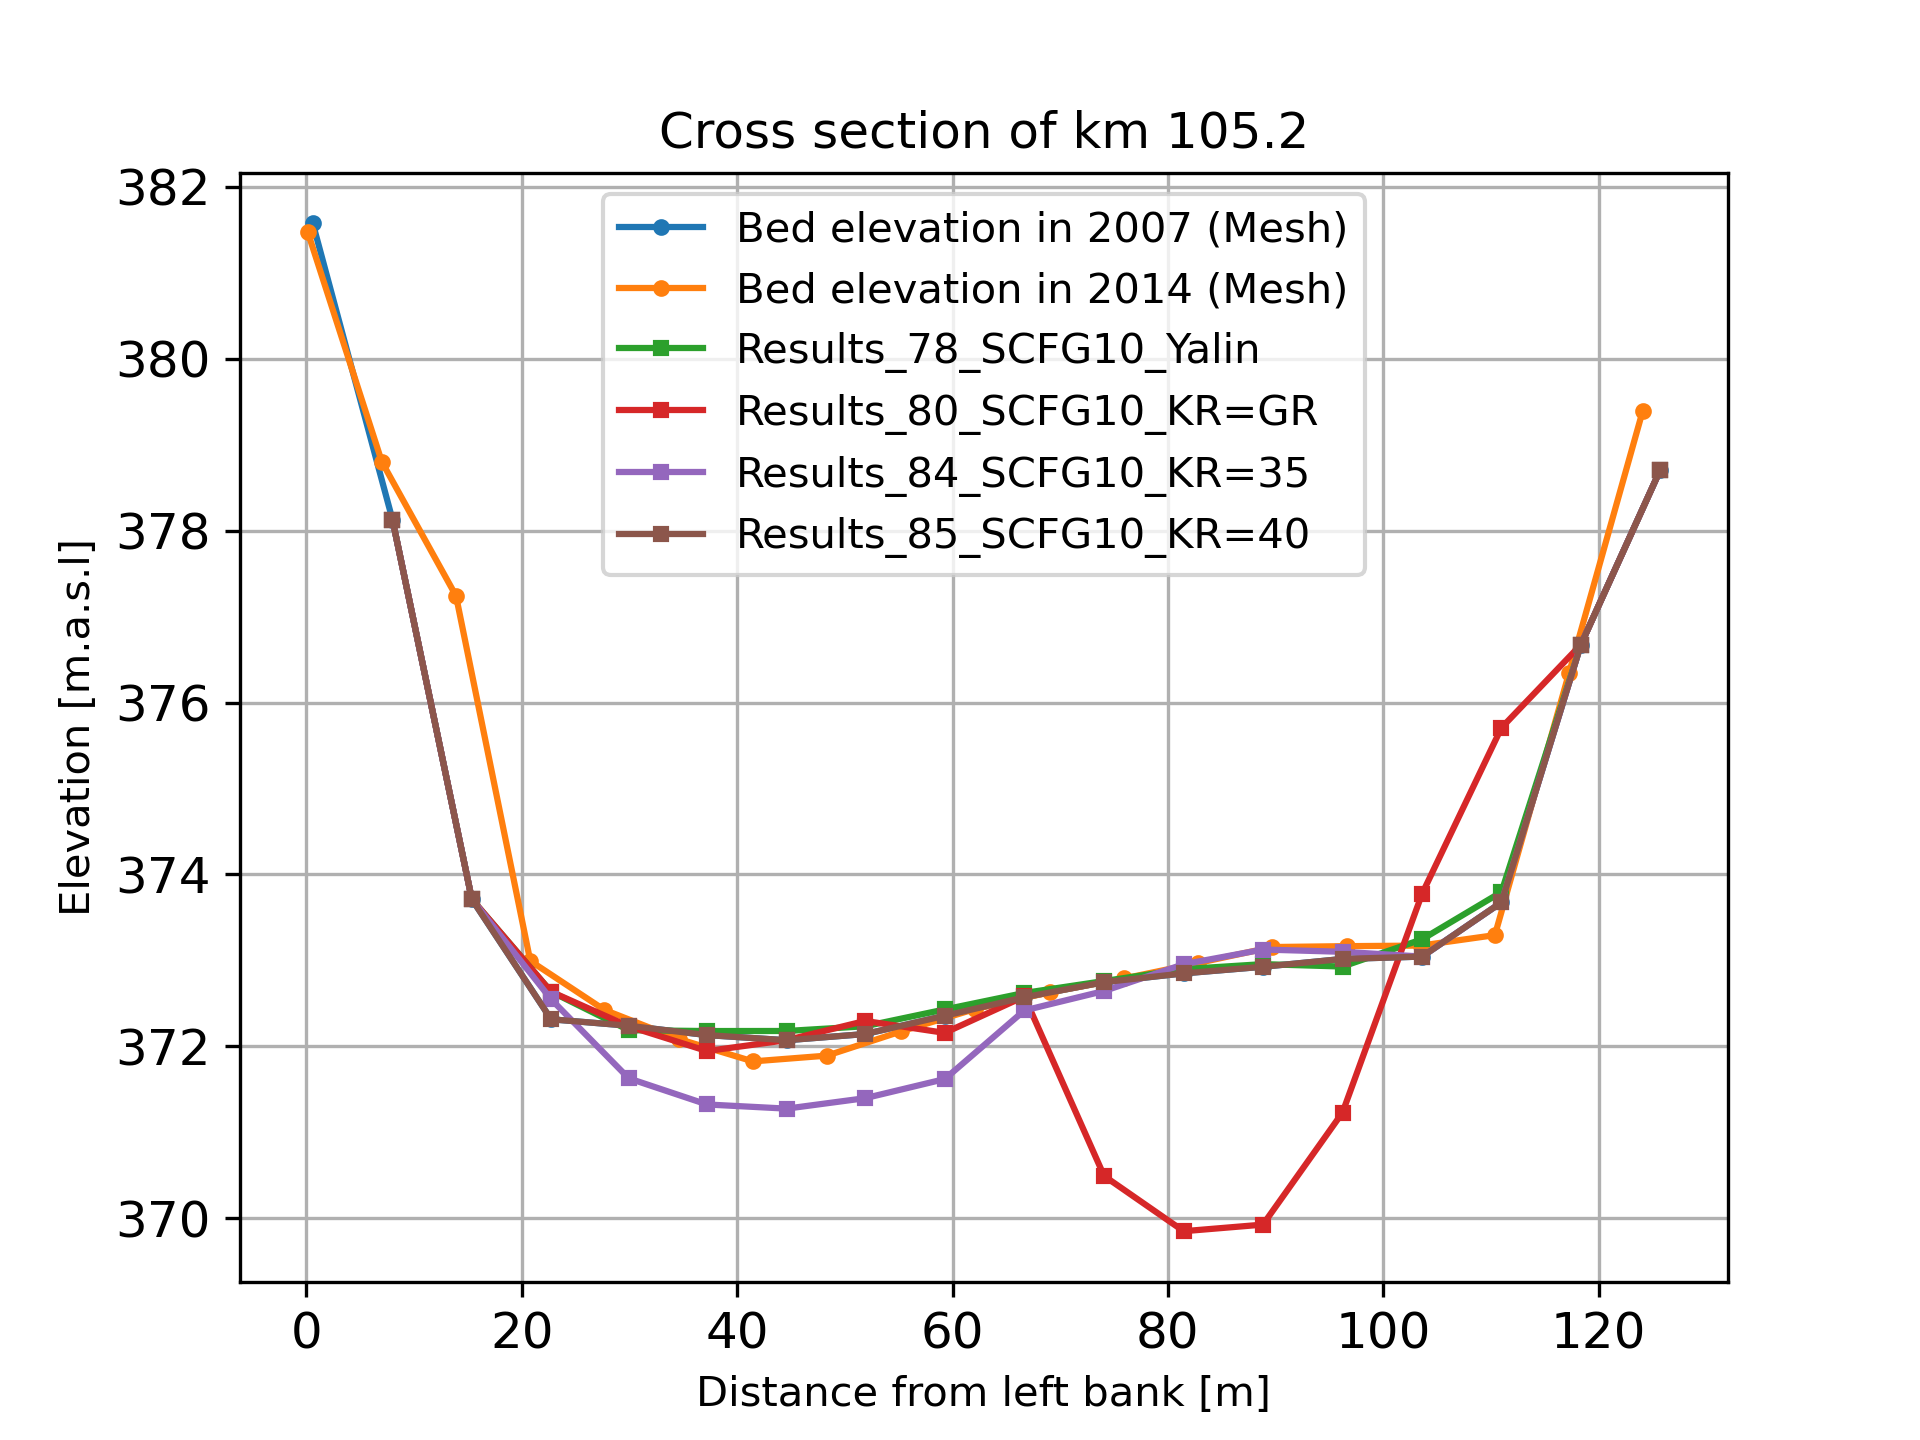 Cross section of km 105.2
382
380
378
376
374
372
370
Elevation [m.a.s.l]
Bed elevation in 2007 (Mesh)
Bed elevation in 2014 (Mesh)
Results_78_SCFG10_Yalin
Results_80_SCFG10_KR=GR
Results_84_SCFG10_KR=35
Results_85_SCFG10_KR=40
0 20 40 60 80 100 120
Distance from left bank [m]